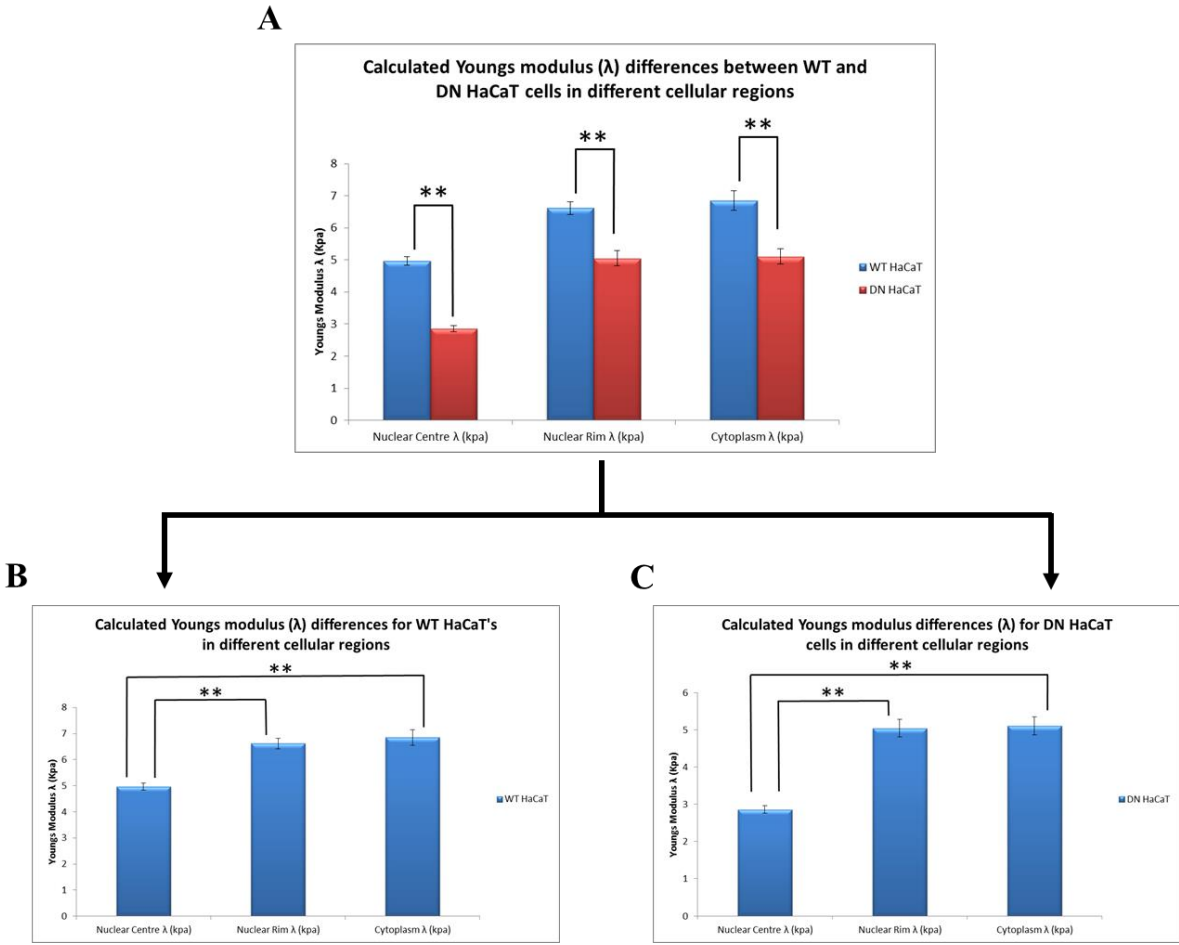 A
Calculated Youngs modulus (λ) differences between WT and
DN HaCaT cells in different cellular regions
**
**
**
8
7
6
5
4
3
2
1
0
Youngs Modulus λ (Kpa)
Nuclear Centre λ (kpa)
Nuclear Rim λ (kpa)
Cytoplasm λ (kpa)
WT HaCaT
DN HaCaT
B
Calculated Youngs modulus (λ) differences for WT HaCaT's
in different cellular regions
**
**
8
7
6
5
4
3
2
1
0
Youngs Modulus λ (Kpa)
Nuclear Centre λ (kpa)
Nuclear Rim λ (kpa)
Cytoplasm λ (kpa)
WT HaCaT
C
Calculated Youngs modulus differences (λ) for DN HaCaT
cells in different cellular regions
**
**
6
5
4
3
2
1
0
Youngs Modulus λ (Kpa)
Nuclear Centre λ (kpa)
Nuclear Rim λ (kpa)
Cytoplasm λ (kpa)
DN HaCaT